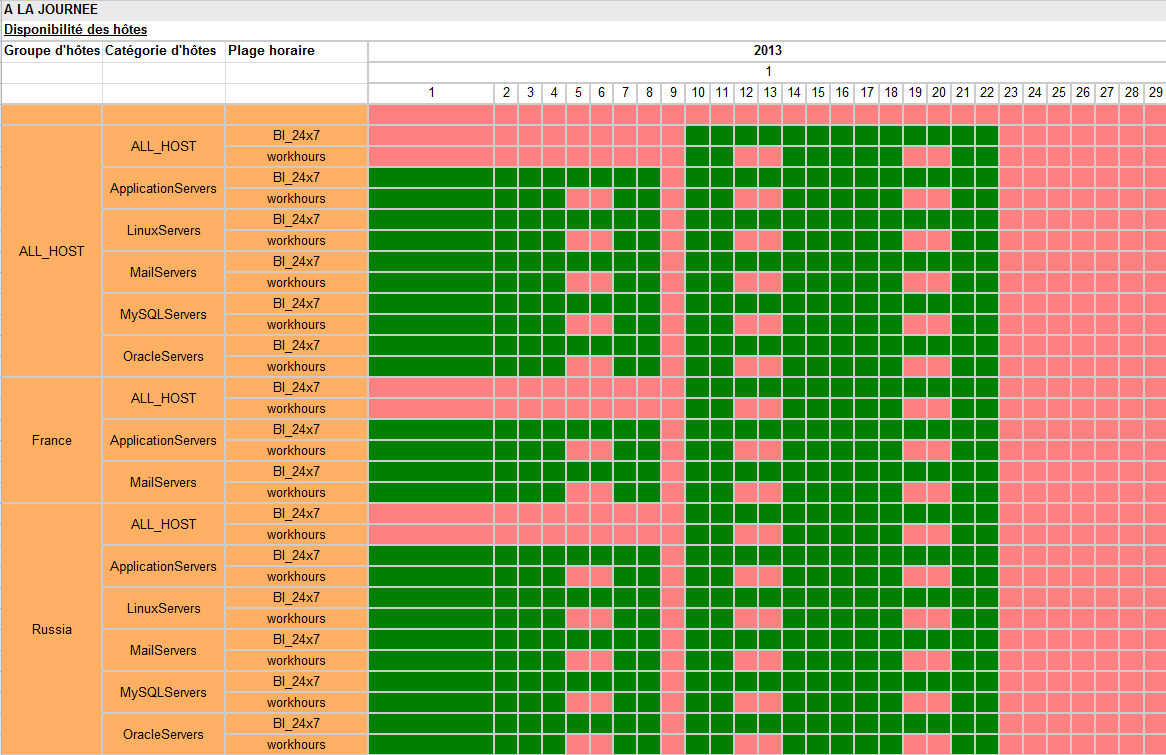 A LA JOURNEE
Disponibilité des hôtes
Groupe d'hôtes Catégorie d'hôtes Plage horaire 2013
1
1 2 3 4 5 6 7 8 9 10 11 12 13 14 15 16 17 18 19 20 21 22 23 24 25 26 27 28 29
ALL_HOST
ALL_HOST
BI_24x7
workhours
ApplicationServers
BI_24x7
workhours
LinuxServers
BI_24x7
workhours
MailServers
BI_24x7
workhours
MySQLServers
BI_24x7
workhours
OracleServers
BI_24x7
workhours
France
ALL_HOST
BI_24x7
workhours
ApplicationServers
BI_24x7
workhours
MailServers
BI_24x7
workhours
Russia
ALL_HOST
BI_24x7
workhours
ApplicationServers
BI_24x7
workhours
LinuxServers
BI_24x7
workhours
MailServers
BI_24x7
workhours
MySQLServers
BI_24x7
workhours
OracleServers
BI_24x7
workhours